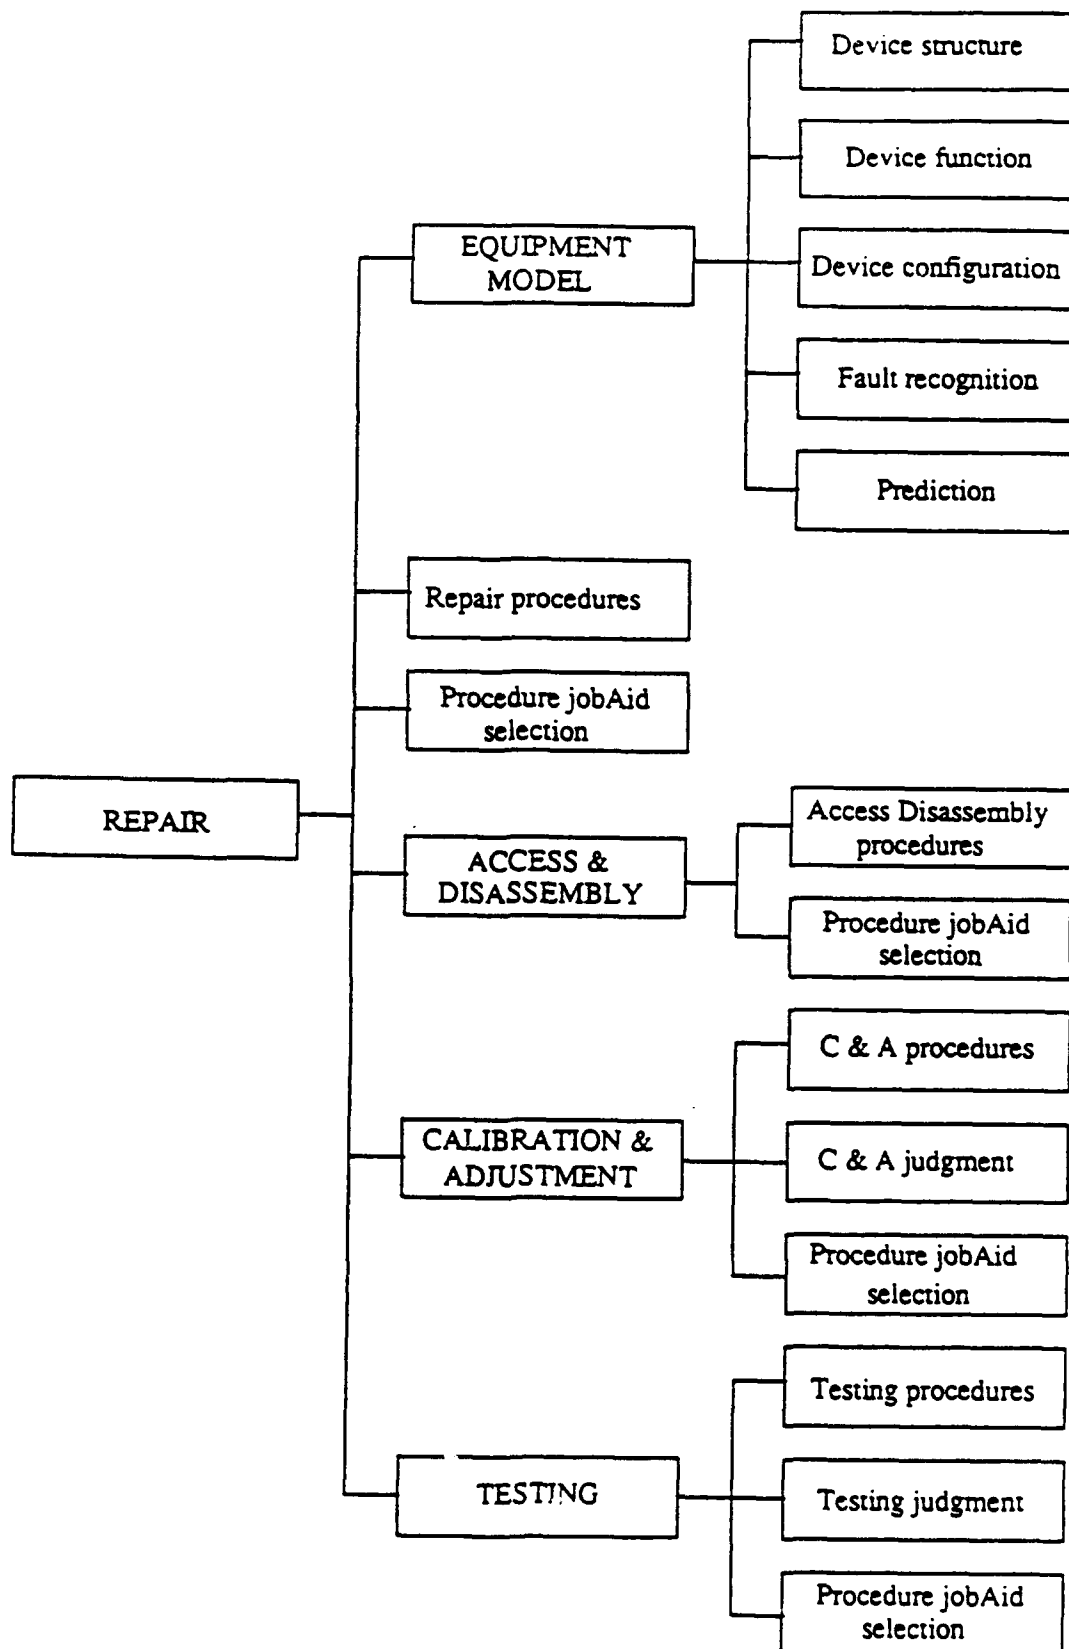 Device structure
Device function
EQUIPMENT
MODEL
Device configuration
Fault recognition
Prediction
Repair procedures
Procedure jobAid
selection
REPAIR
Access Disassembly
procedures
ACCESS &
DISASSEMBLY
Procedure jobAid
selection
C & A procedures
CALIBRATION &
ADJUSTMENT
C & A judgment
Procedure jobAid
selection
Testing procedures
TESTING
Testing judgment
Procedure jobAid
selection